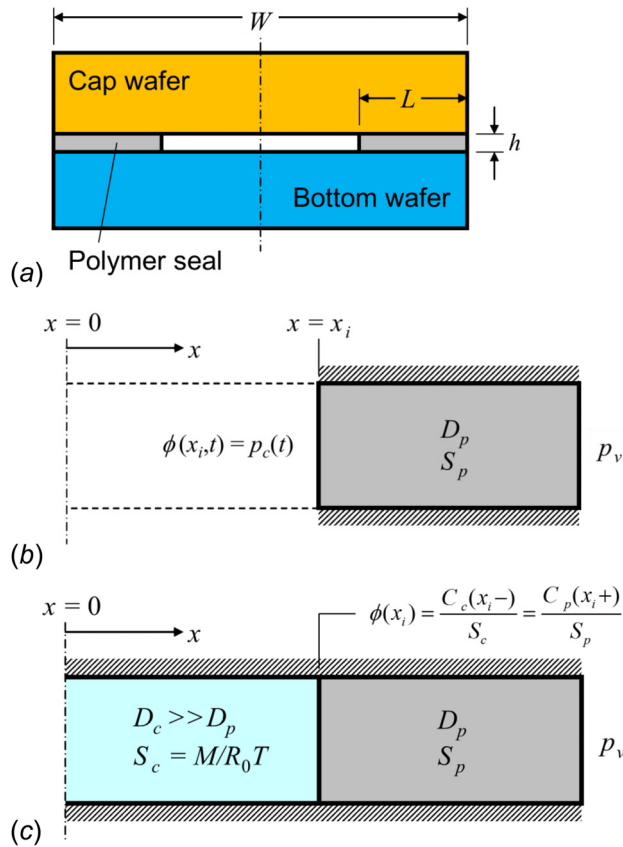 W
Cap wafer
L
h
Bottom wafer
Polymer seal
(a)
x = 0
x = x_i
x
ϕ(x_i,t) = p_c(t)
D_p
S_p
p_v
(b)
x = 0
ϕ(x_i) = C_c(x_i−)/S_c = C_p(x_i+)/S_p
x
D_c >> D_p
S_c = M/R_0T
D_p
S_p
p_v
(c)